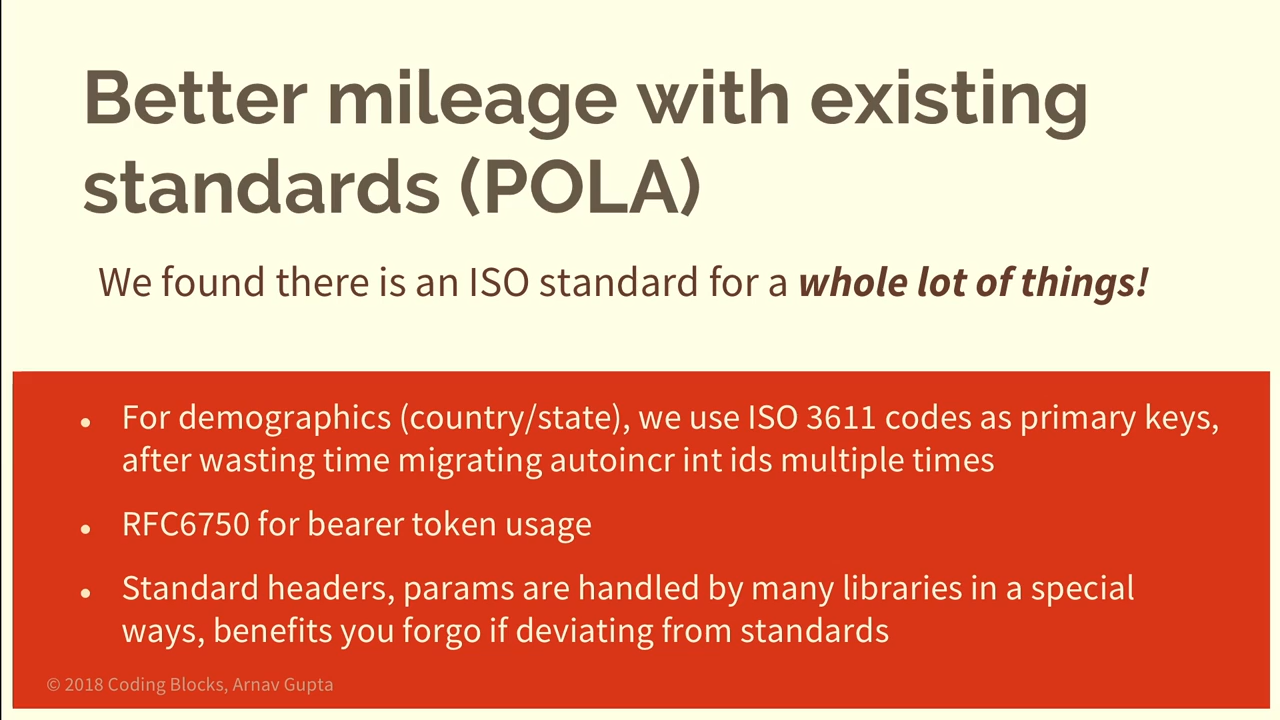 Better mileage with existing
standards (POLA)
We found there is an ISO standard for a whole lot of things!
• For demographics (country/state), we use ISO 3611 codes as primary keys,
after wasting time migrating autoincr int ids multiple times
• RFC6750 for bearer token usage
• Standard headers, params are handled by many libraries in a special
ways, benefits you forgo if deviating from standards
© 2018 Coding Blocks, Arnav Gupta